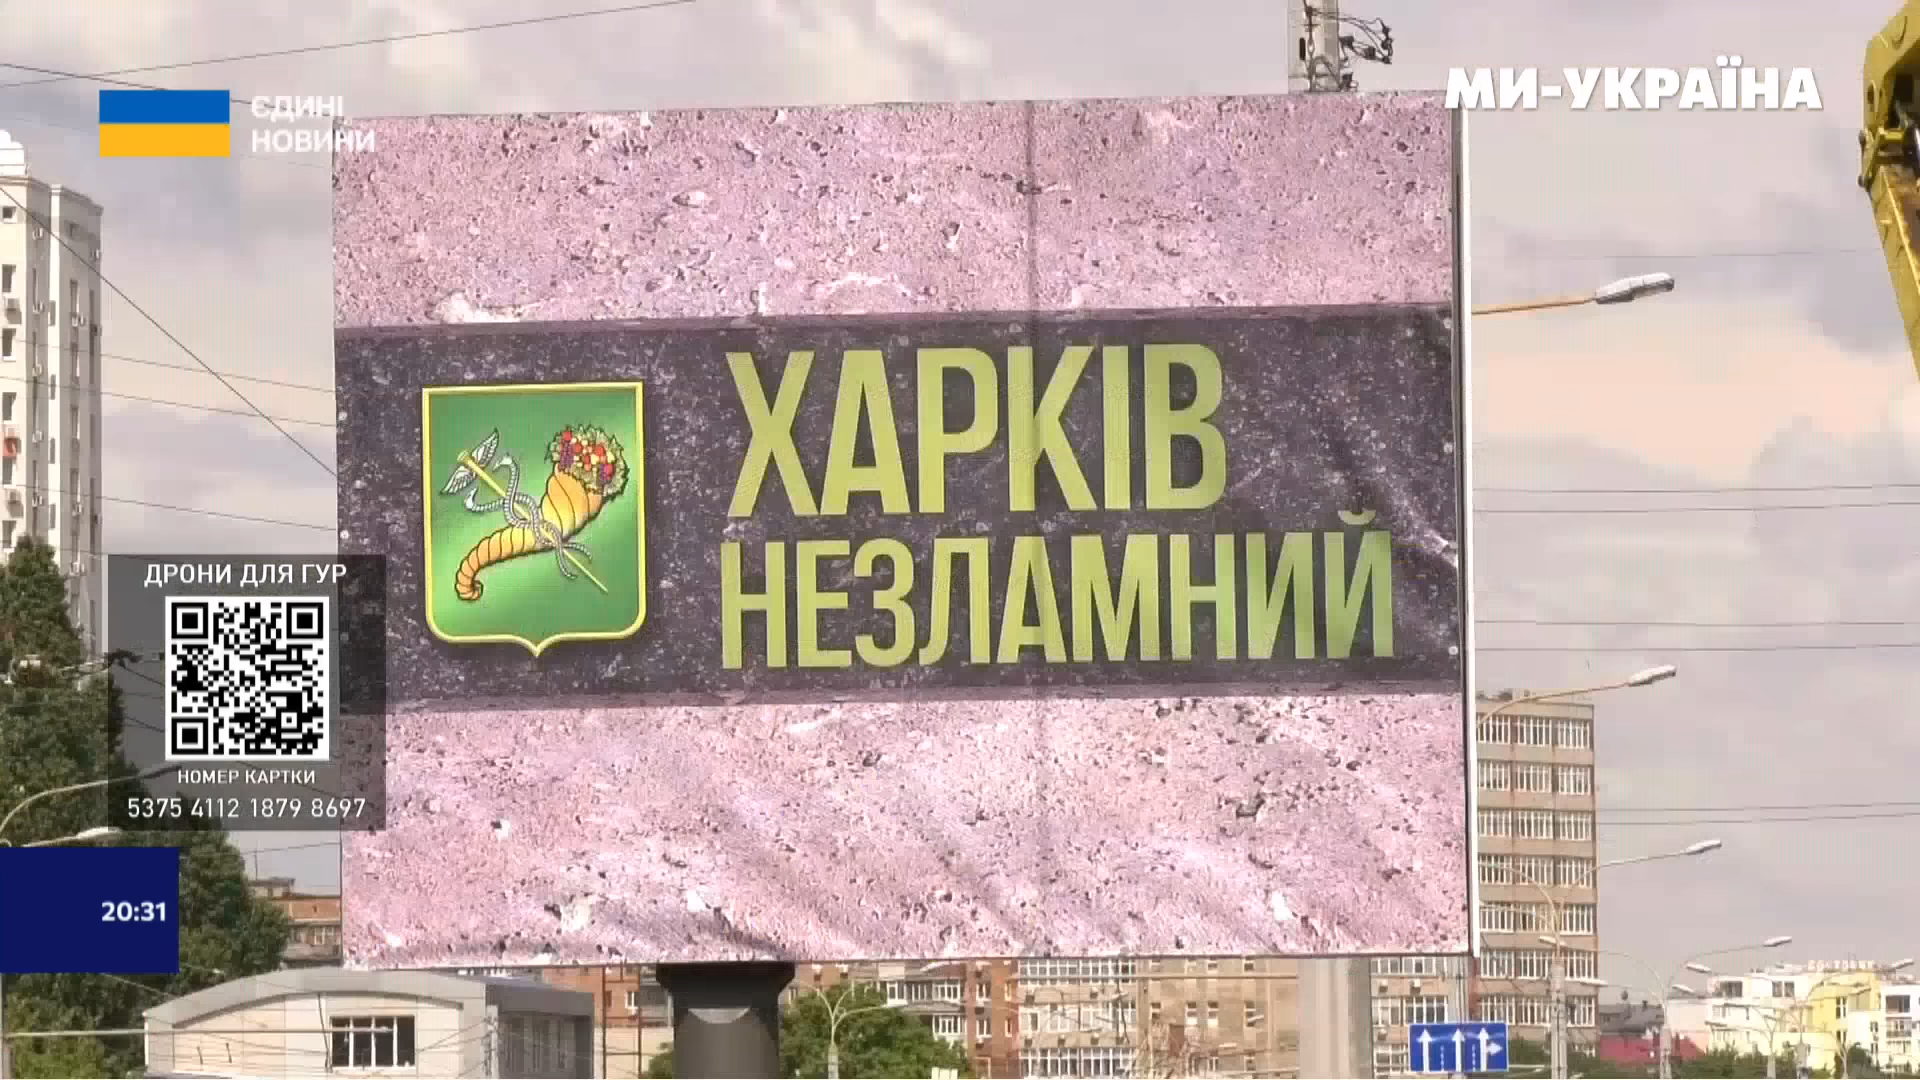 ЄДИНІ
НОВИНИ
МИ-УКРАЇНА
ХАРКІВ
НЕЗЛАМНИЙ
ДРОНИ ДЛЯ ГУР
НОМЕР КАРТКИ
5375 4112 1879 8697
20:31